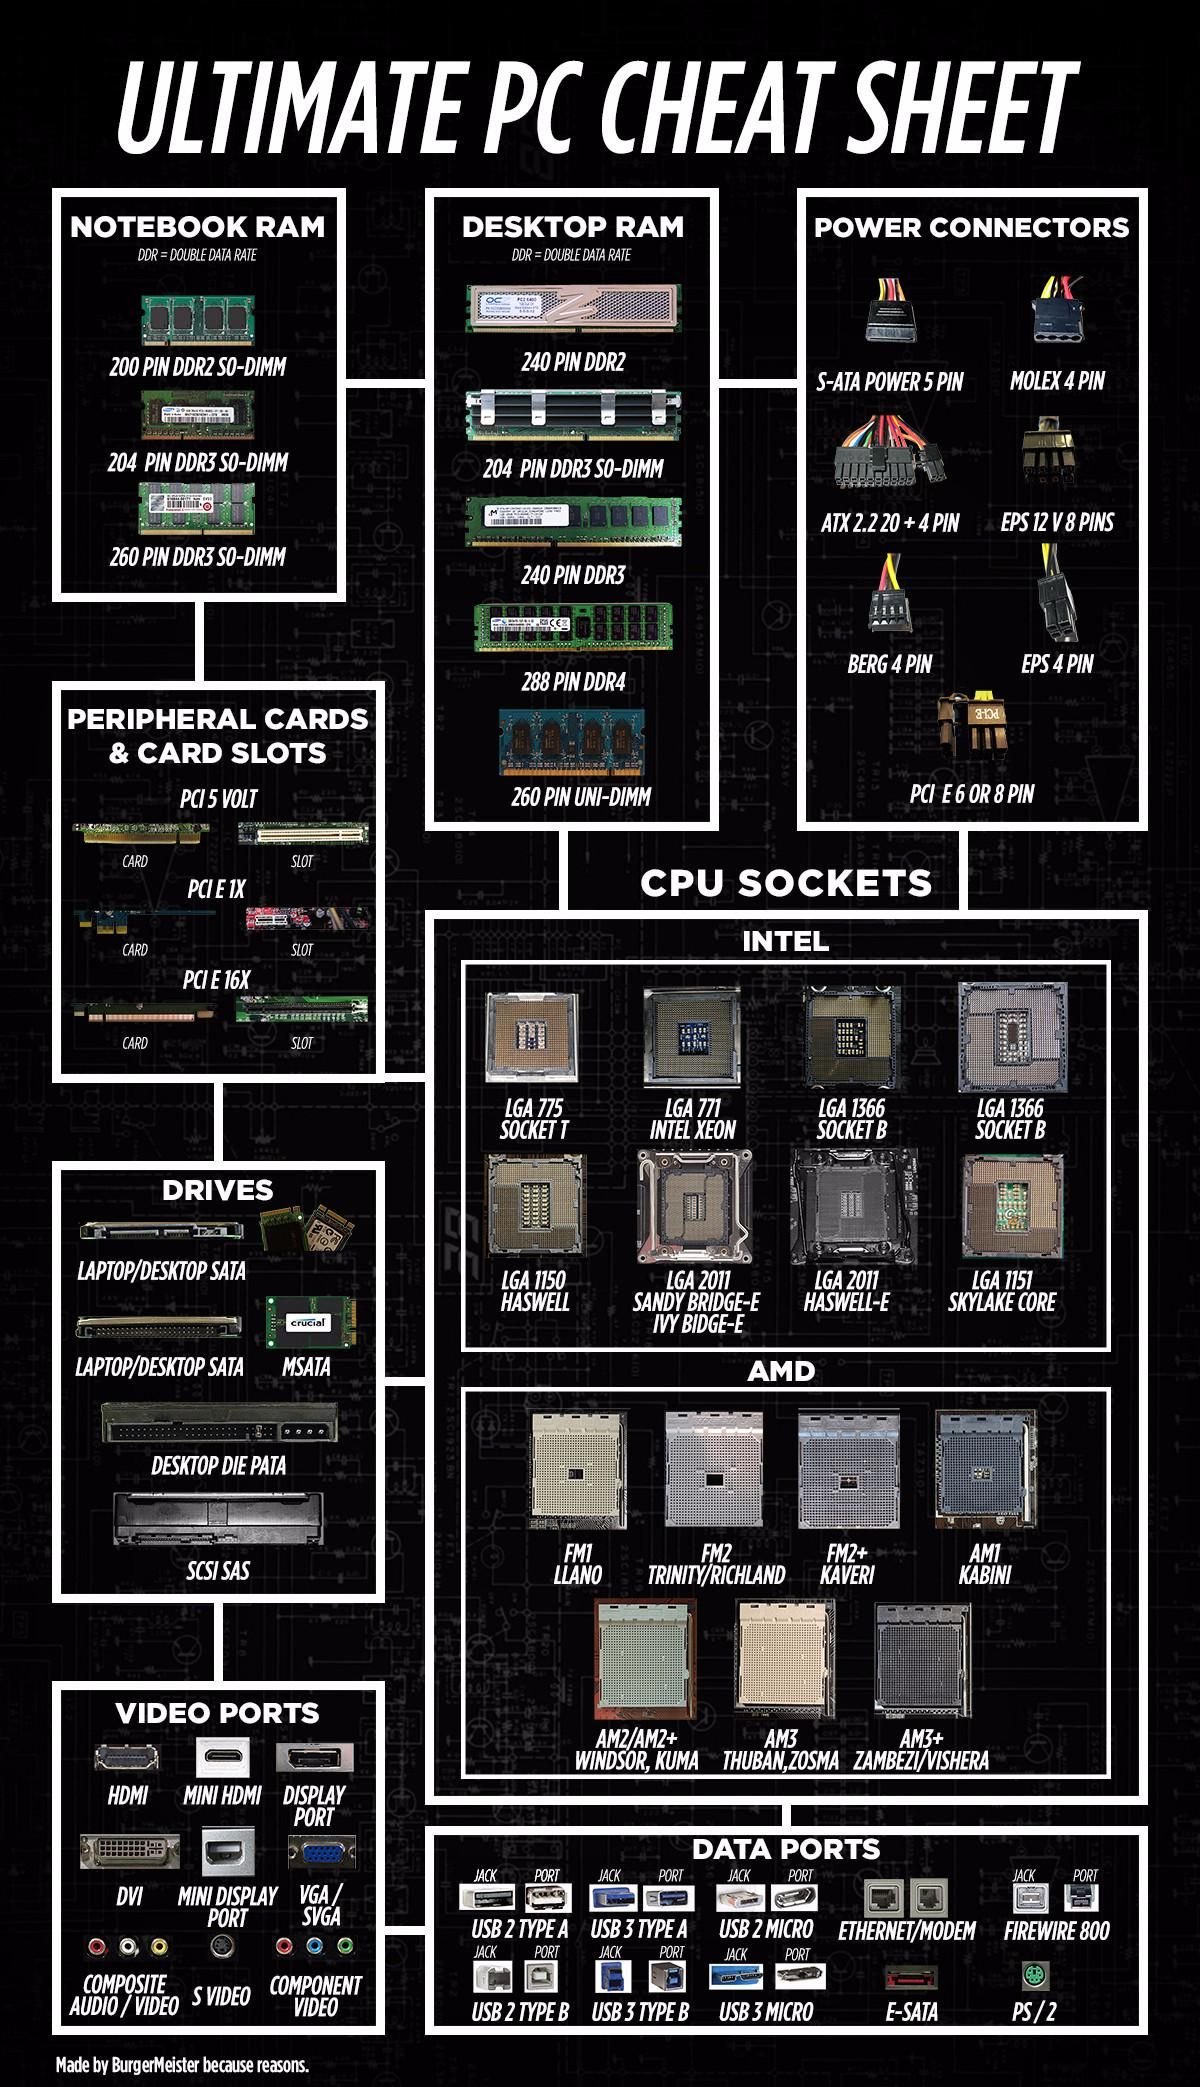 ULTIMATE PC CHEAT SHEET
NOTEBOOK RAM
DDR = DOUBLE DATA RATE
200 PIN DDR2 SO-DIMM
204 PIN DDR3 SO-DIMM
260 PIN DDR3 SO-DIMM
DESKTOP RAM
DDR = DOUBLE DATA RATE
240 PIN DDR2
204 PIN DDR3 SO-DIMM
240 PIN DDR3
288 PIN DDR4
260 PIN UNI-DIMM
POWER CONNECTORS
S-ATA POWER 5 PIN
MOLEX 4 PIN
ATX 2.2 20 + 4 PIN
EPS 12 V 8 PINS
BERG 4 PIN
EPS 4 PIN
PCI-E
PCI E 6 OR 8 PIN
PERIPHERAL CARDS
& CARD SLOTS
PCI 5 VOLT
CARD
SLOT
PCI E 1X
CARD
SLOT
PCI E 16X
CARD
SLOT
CPU SOCKETS
INTEL
LGA 775
SOCKET T
LGA 771
INTEL XEON
LGA 1366
SOCKET B
LGA 1366
SOCKET B
LGA 1150
HASWELL
LGA 2011
SANDY BRIDGE-E
IVY BIDGE-E
LGA 2011
HASWELL-E
LGA 1151
SKYLAKE CORE
AMD
FM1
LLANO
FM2
TRINITY/RICHLAND
FM2+
KAVERI
AM1
KABINI
AM2/AM2+
WINDSOR, KUMA
AM3
THUBAN,ZOSMA
AM3+
ZAMBEZI/VISHERA
DRIVES
LAPTOP/DESKTOP SATA
LAPTOP/DESKTOP SATA
crucial
MSATA
DESKTOP DIE PATA
SCSI SAS
VIDEO PORTS
HDMI
MINI HDMI
DISPLAY
PORT
DVI
MINI DISPLAY
PORT
VGA /
SVGA
COMPOSITE
AUDIO / VIDEO
S VIDEO
COMPONENT
VIDEO
DATA PORTS
JACK
PORT
USB 2 TYPE A
JACK
PORT
USB 3 TYPE A
JACK
PORT
USB 2 MICRO
ETHERNET/MODEM
JACK
PORT
FIREWIRE 800
JACK
PORT
USB 2 TYPE B
JACK
PORT
USB 3 TYPE B
JACK
PORT
USB 3 MICRO
E-SATA
PS / 2
Made by BurgerMeister because reasons.